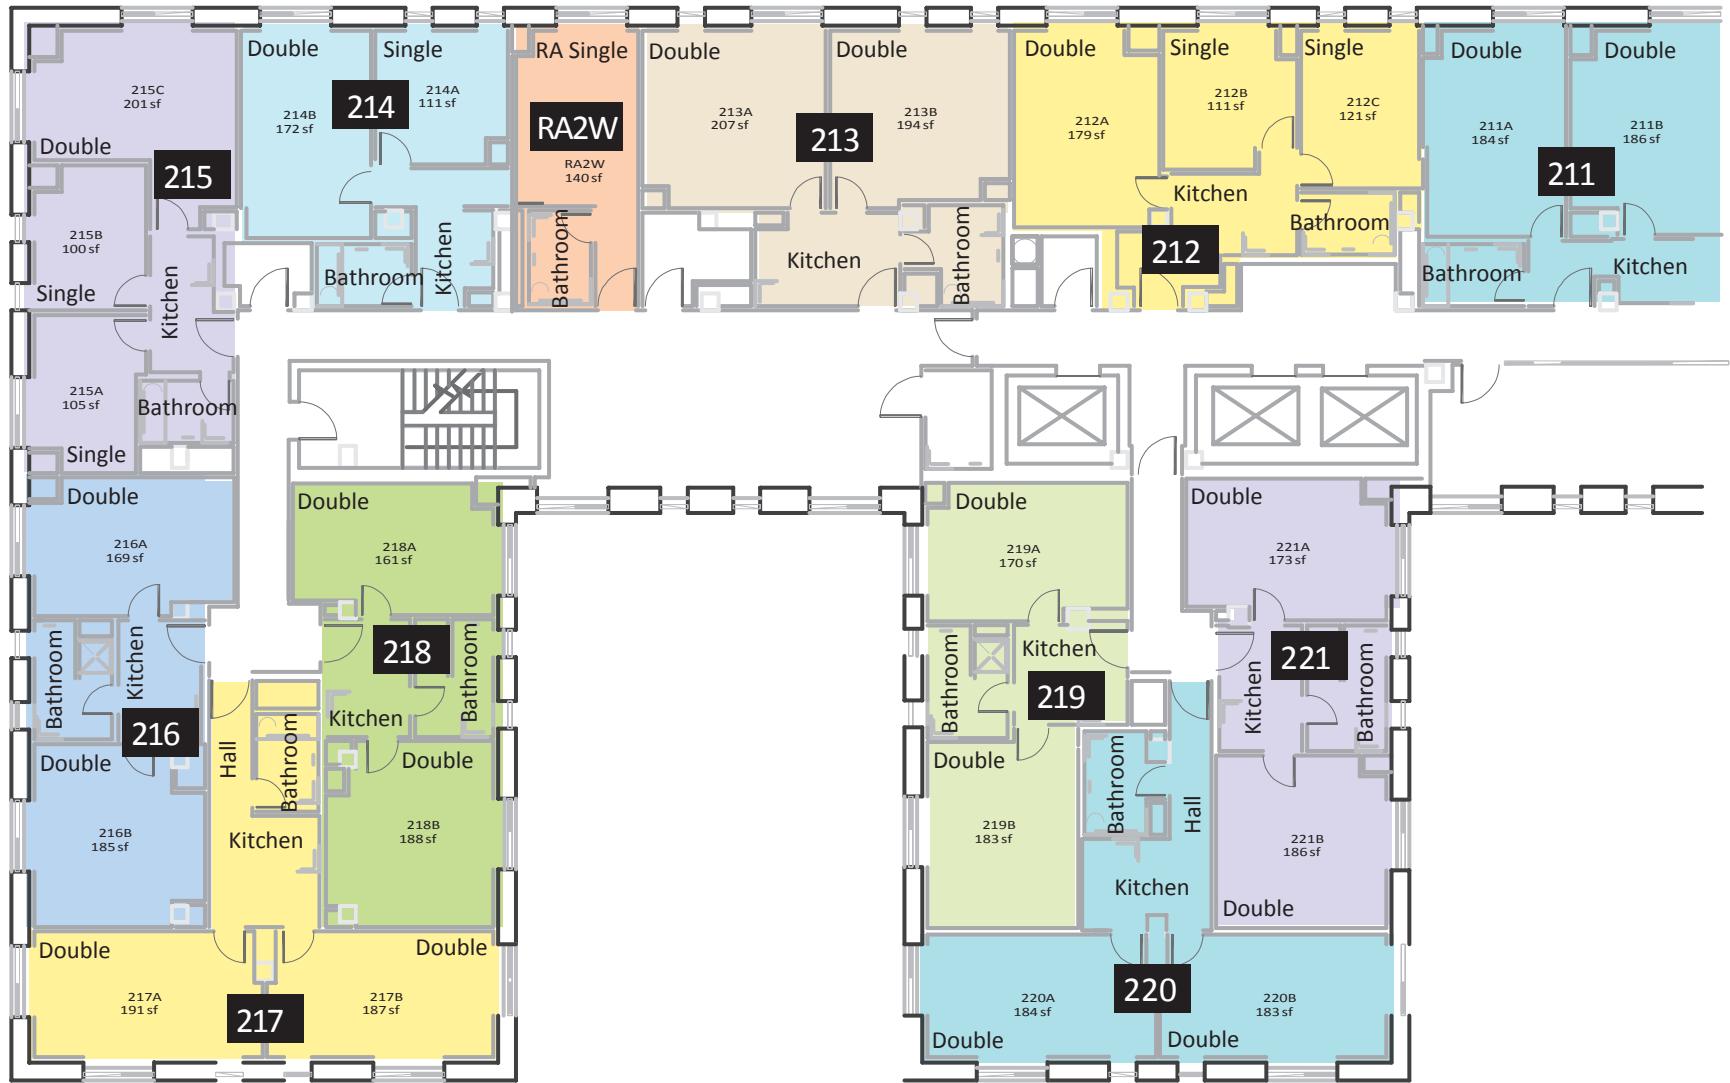 Double
Single
RA Single
Double
Double
Double
Single
Single
Double
Double
215C
201 sf
214B
172 sf
214
214A
111 sf
RA2W
RA2W
140 sf
213A
207 sf
213
213B
194 sf
212A
179 sf
212B
111 sf
212C
121 sf
211A
184 sf
211
211B
186 sf
Double
215
215B
100 sf
Single
Kitchen
Bathroom
Kitchen
Bathroom
Kitchen
Bathroom
212
Kitchen
Bathroom
Bathroom
Kitchen
215A
105 sf
Bathroom
Single
Double
216A
169 sf
Bathroom
Kitchen
216
Double
216B
185 sf
Double
218A
161 sf
218
Kitchen
Bathroom
Double
218B
188 sf
Hall
Bathroom
Kitchen
Double
Double
217A
191 sf
217
217B
187 sf
Double
219A
170 sf
Kitchen
Bathroom
219
Double
219B
183 sf
Double
221A
173 sf
221
Kitchen
Bathroom
221B
186 sf
Double
Bathroom
Hall
Kitchen
220A
184 sf
Double
220
220B
183 sf
Double